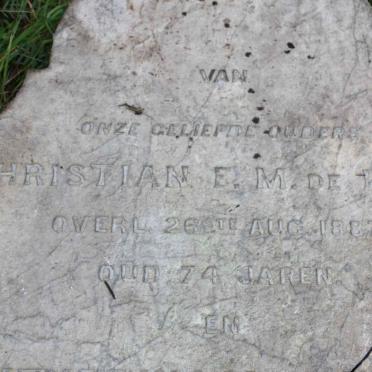 VAN
ONZE GELIEFDE OUDERS
CHRISTIAN E. M. DE
OVERL. 26STE AUG. 188
OUD 74 JAREN.
EN